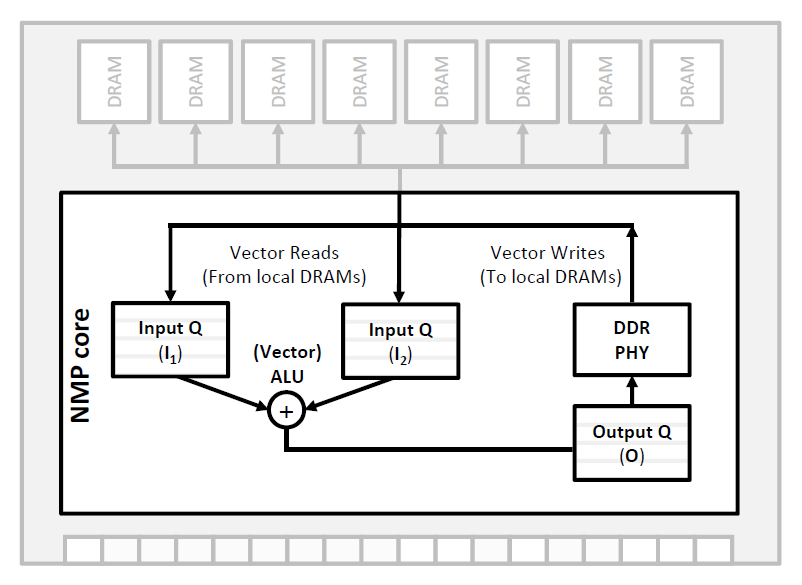 DRAM
DRAM
DRAM
DRAM
DRAM
DRAM
DRAM
DRAM
Vector Reads
(From local DRAMs)
Vector Writes
(To local DRAMs)
NMP core
Input Q
(I1)
(Vector)
ALU
+
Input Q
(I2)
DDR
PHY
Output Q
(O)